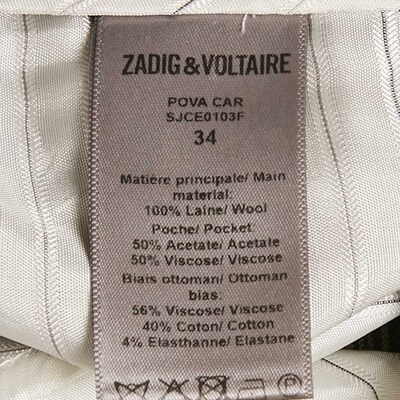 ZADIG&VOLTAIRE
POVA CAR
SJCE0103F
34
Matière principale/ Main
material:
100% Laine/ Wool
Poche/ Pocket:
50% Acetate/ Acetate
50% Viscose/ Viscose
Biais ottoman/ Ottoman
bias:
56% Viscose/ Viscose
40% Coton/ Cotton
4% Elasthanne/ Elastane